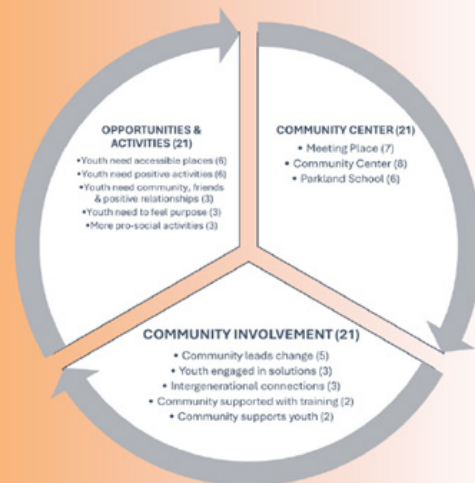 OPPORTUNITIES &
ACTIVITIES (21)
•Youth need accessible places (6)
•Youth need positive activities (6)
•Youth need community, friends
& positive relationships (3)
•Youth need to feel purpose (3)
•More pro-social activities (3)
COMMUNITY CENTER (21)
• Meeting Place (7)
• Community Center (8)
• Parkland School (6)
COMMUNITY INVOLVEMENT (21)
• Community leads change (5)
• Youth engaged in solutions (3)
• Intergenerational connections (3)
• Community supported with training (2)
• Community supports youth (2)